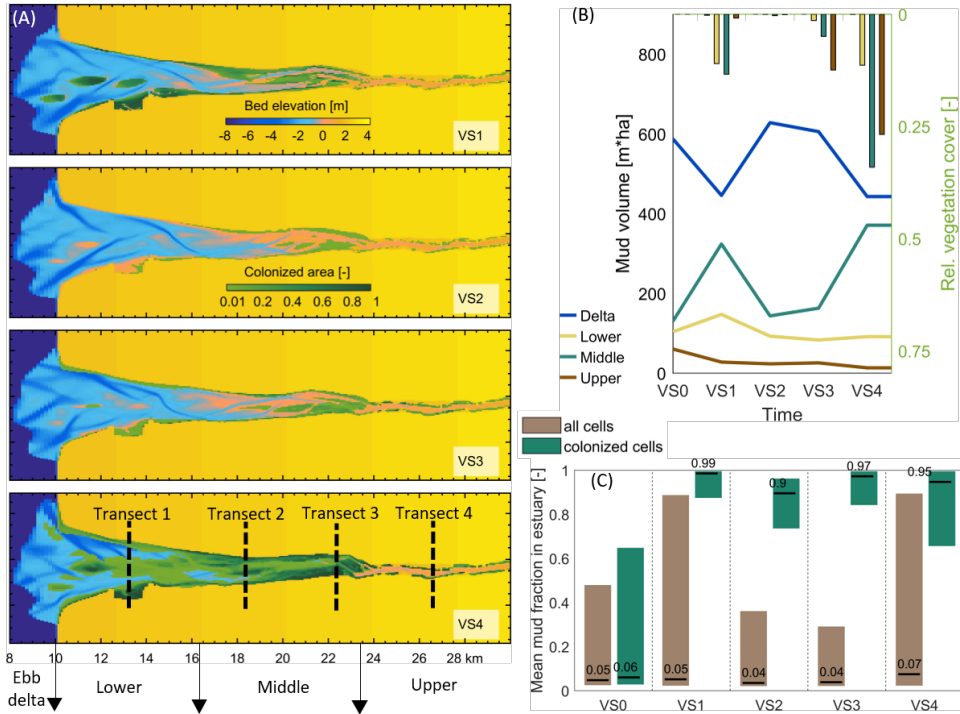 (A)
Bed elevation [m]
-8 -6 -4 -2 0 2 4
VS1
Colonized area [-]
0.01 0.2 0.4 0.6 0.8 1
VS2
VS3
Transect 1 Transect 2 Transect 3 Transect 4
VS4
8 10 12 14 16 18 20 22 24 26 28 km
Ebb
delta
Lower Middle Upper
(B)
Mud volume [m*ha]
800
600
400
200
0
0
0.25
0.5
0.75
Rel. vegetation cover [-]
Delta
Lower
Middle
Upper
VS0 VS1 VS2 VS3 VS4
Time
all cells
colonized cells
(C)
Mean mud fraction in estuary [-]
1
0.8
0.6
0.4
0.2
0
0.99 0.9 0.97 0.95
0.05 0.06 0.05 0.04 0.04 0.07
VS0 VS1 VS2 VS3 VS4